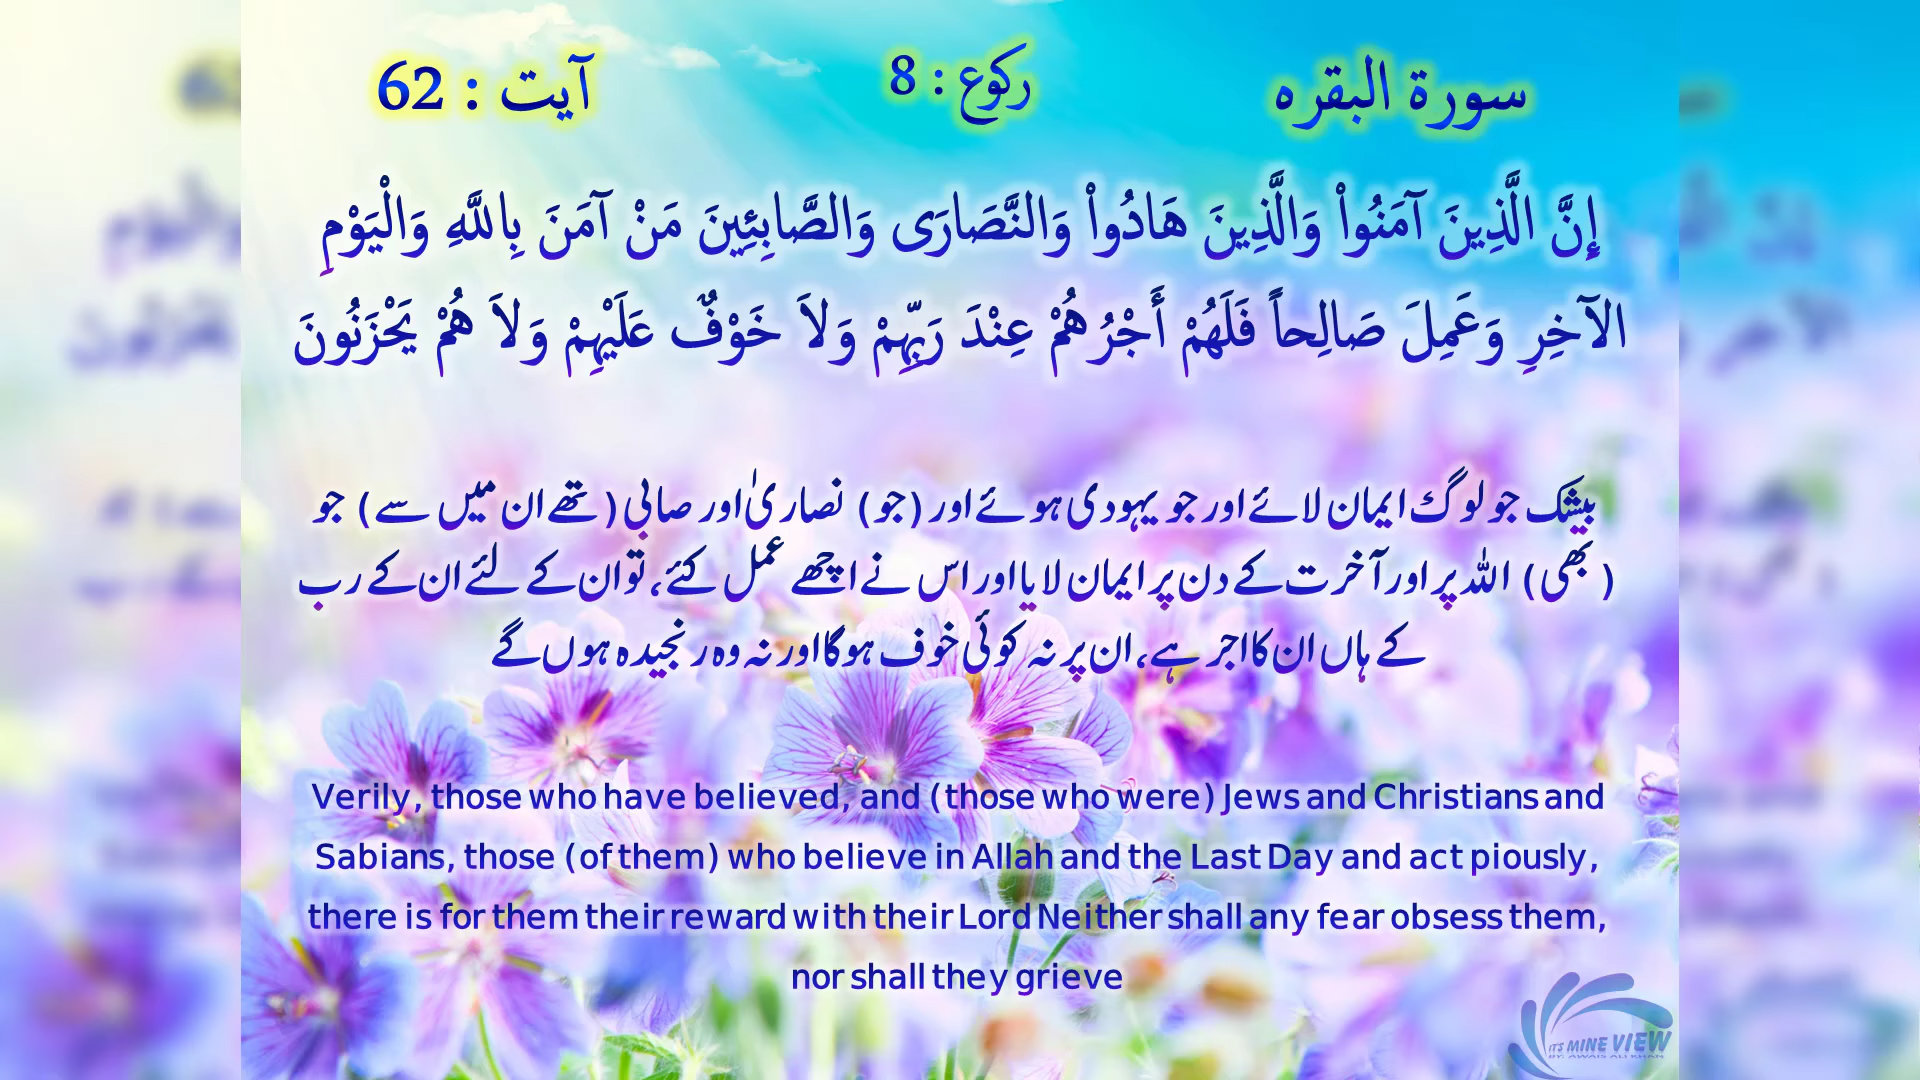 سورۃ البقرہ
رکوع : 8
آیت : 62
إِنَّ الَّذِينَ آمَنُواْ وَالَّذِينَ هَادُواْ وَالنَّصَارَى وَالصَّابِئِينَ مَنْ آمَنَ بِاللَّهِ وَالْيَوْمِ
الآخِرِ وَعَمِلَ صَالِحاً فَلَهُمْ أَجْرُهُمْ عِنْدَ رَبِّهِمْ وَلاَ خَوْفٌ عَلَيْهِمْ وَلاَ هُمْ يَحْزَنُونَ
بیشک جو لوگ ایمان لائے اور جو یہودی ہوئے اور (جو) نصاریٰ اور صابی (تھے ان میں سے) جو
(بھی) اللہ پر اور آخرت کے دن پر ایمان لایا اور اس نے اچھے عمل کئے، تو ان کے لئے ان کے رب
کے ہاں ان کا اجر ہے، ان پر نہ کوئی خوف ہوگا اور نہ وہ رنجیدہ ہوں گے
Verily, those who have believed, and (those who were) Jews and Christians and
Sabians, those (of them) who believe in Allah and the Last Day and act piously,
there is for them their reward with their Lord Neither shall any fear obsess them,
nor shall they grieve
IT'S MINE VIEW
BY: AWAIS ALI KHAN